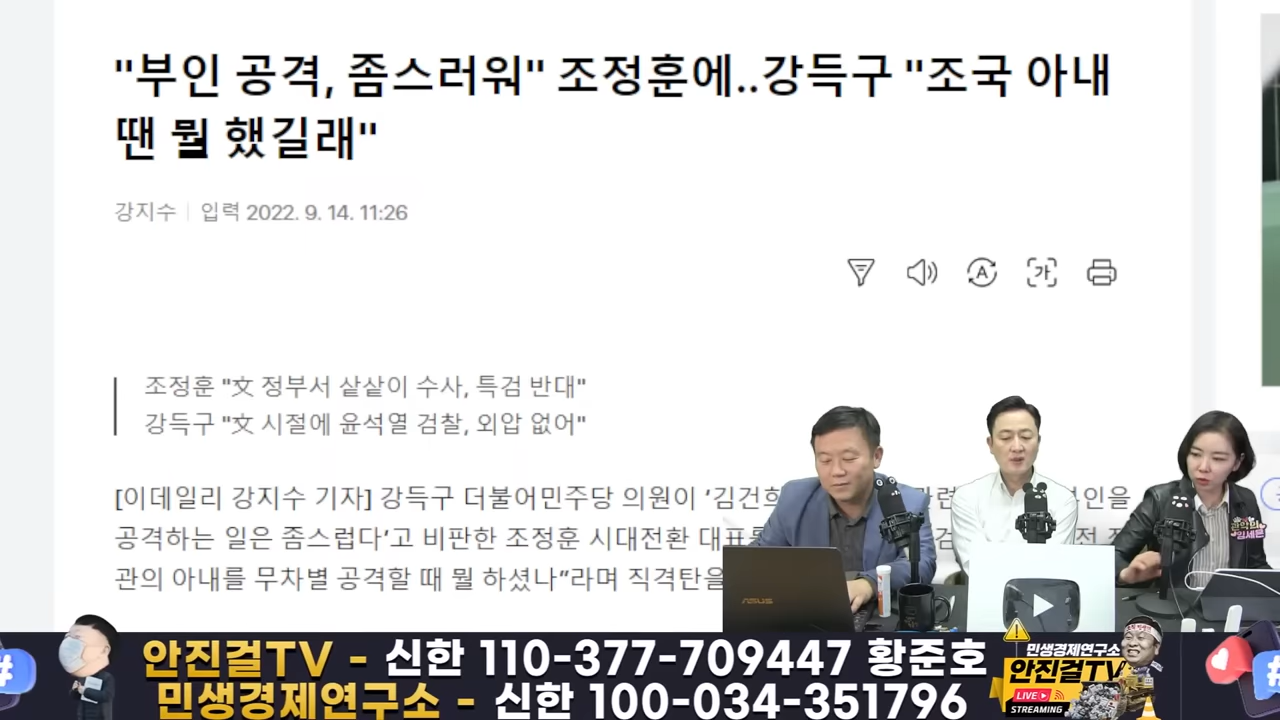 "부인 공격, 좀스러워" 조정훈에..강득구 "조국 아내
땐 뭘 했길래"
강지수 입력 2022. 9. 14. 11:26
가
조정훈 "文 정부서 샅샅이 수사, 특검 반대"
강득구 "文 시절에 윤석열 검찰, 외압 없어"
[이데일리 강지수 기자] 강득구 더불어민주당 의원이 ‘김건희
공격하는 일은 좀스럽다’고 비판한 조정훈 시대전환
관의 아내를 무차별 공격할 때 뭘 하셨나”라며 직격탄을
ASUS
안진걸TV - 신한 110-377-709447 황준호
민생경제연구소 - 신한 100-034-351796
민생경제연구소
안진걸TV
LIVE
STREAMING
#
#